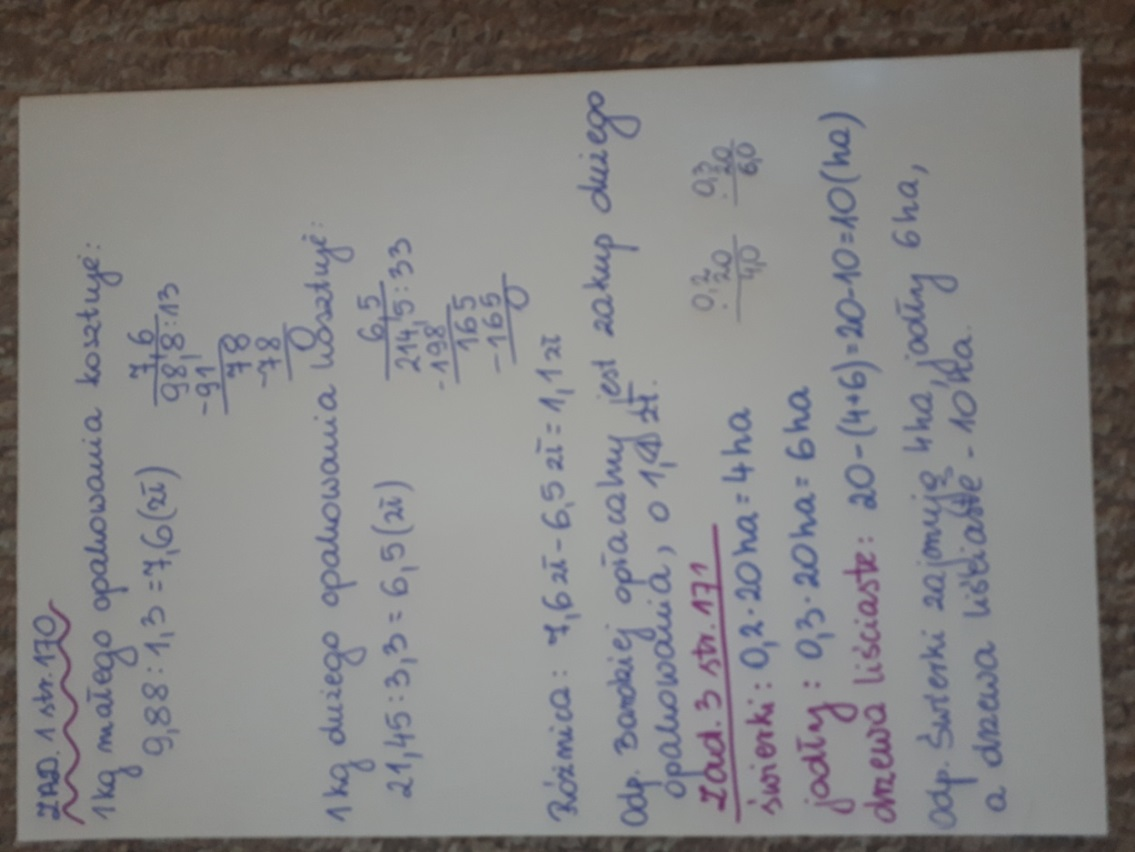 ZAD. 1 str. 170
1 kg małego opakowania kosztuje:
9,88 : 1,3 = 7,6 (zł)
7,6
98,8 : 13
-91
78
-78
0
1 kg dużego opakowania kosztuje:
21,45 : 3,3 = 6,5 (zł)
6,5
214,5 : 33
-198
165
-165
0
Różnica: 7,6 zł - 6,5 zł = 1,1 zł
Odp. Bardziej opłacalny jest zakup dużego
opakowania, o 1,1 zł.
Zad. 3 str. 171
świerki: 0,2 · 20 ha = 4 ha
0,2
· 20
4,0
0,3
· 20
6,0
jodły: 0,3 · 20 ha = 6 ha
drzewa liściaste: 20 - (4+6) = 20-10 = 10 (ha)
Odp. Świerki zajmują 4 ha, jodły 6 ha,
a drzewa liściaste - 10 ha.